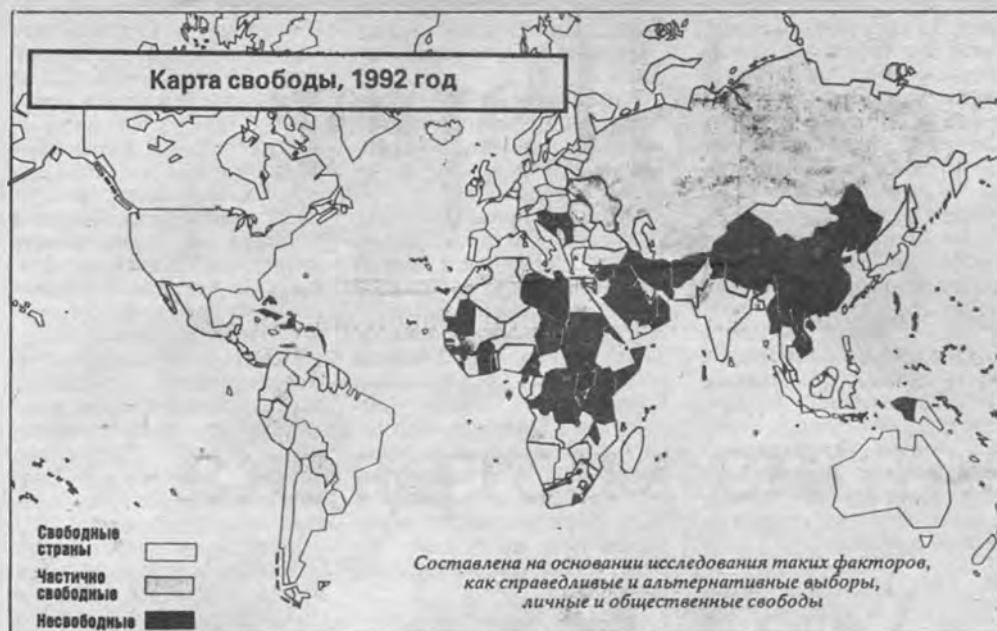 Карта свободы, 1992 год
Свободные
страны
Частично
свободные
Несвободные
Составлена на основании исследования таких факторов,
как справедливые и альтернативные выборы,
личные и общественные свободы